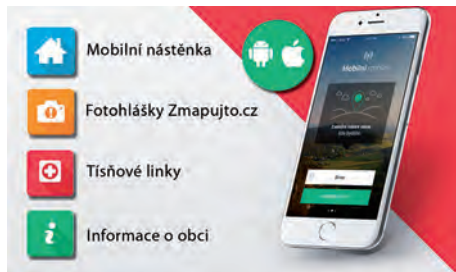 Mobilní nástěnka
Fotohlášky Zmapujto.cz
Tísňové linky
Informace o obci